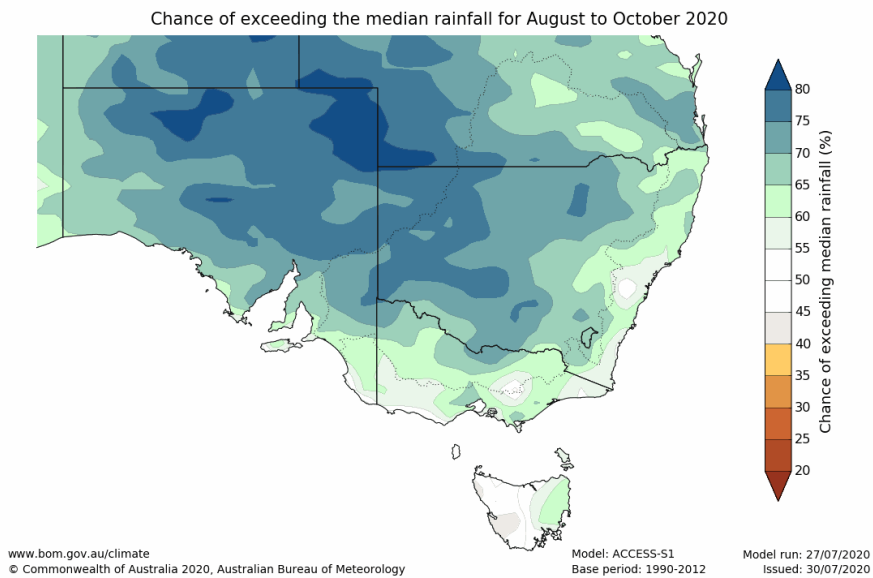 Chance of exceeding the median rainfall for August to October 2020
80
75
70
65
60
55
50
45
40
35
30
25
20
Chance of exceeding median rainfall (%)
www.bom.gov.au/climate
© Commonwealth of Australia 2020, Australian Bureau of Meteorology
Model: ACCESS-S1
Base period: 1990-2012
Model run: 27/07/2020
Issued: 30/07/2020